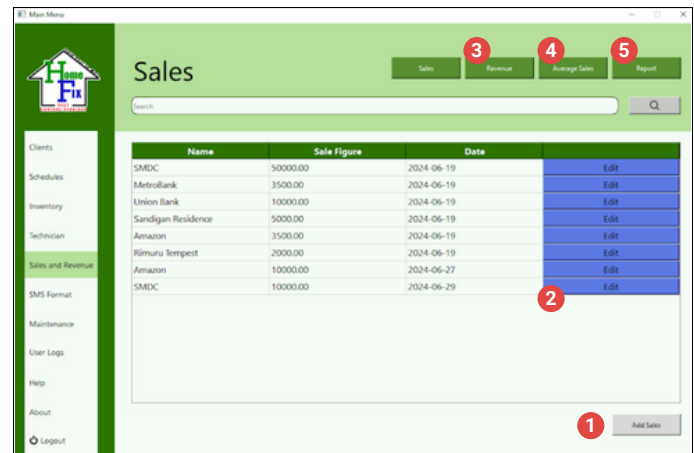 Main Menu
Home
Fix
PEST
CONTROL SERVICES
Sales
Sales
3
Revenue
4
Average Sales
5
Report
Search
Clients
Schedules
Inventory
Technician
Sales and Revenue
SMS Format
Maintenance
User Logs
Help
About
Logout
Name Sale Figure Date
SMDC 50000.00 2024-06-19 Edit
MetroBank 3500.00 2024-06-19 Edit
Union Bank 10000.00 2024-06-19 Edit
Sandigan Residence 5000.00 2024-06-19 Edit
Amazon 3500.00 2024-06-19 Edit
Rimuru Tempest 2000.00 2024-06-19 Edit
Amazon 10000.00 2024-06-27 Edit
SMDC 10000.00 2024-06-29 Edit
2
1
Add Sales